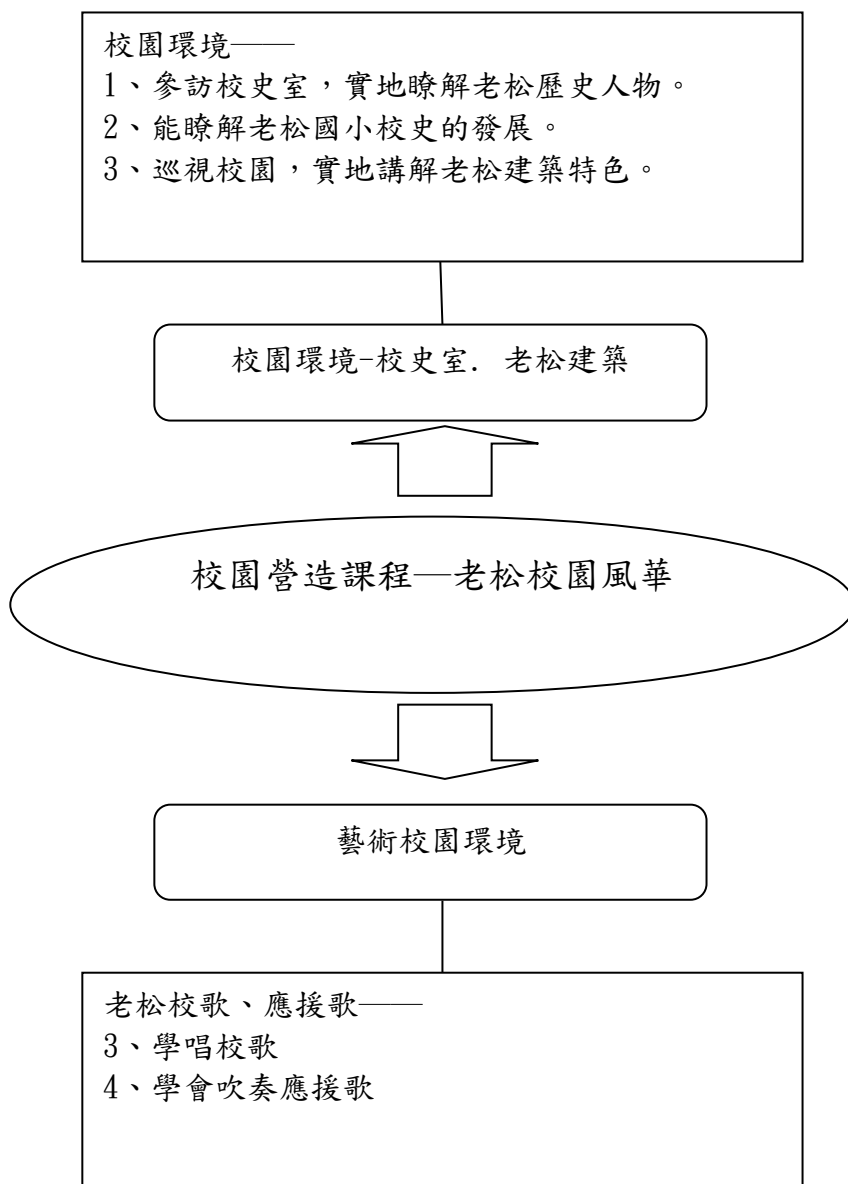 校園環境——
1、參訪校史室，實地瞭解老松歷史人物。
2、能瞭解老松國小校史的發展。
3、巡視校園，實地講解老松建築特色。
校園環境-校史室. 老松建築
校園營造課程—老松校園風華
藝術校園環境
老松校歌、應援歌——
3、學唱校歌
4、學會吹奏應援歌